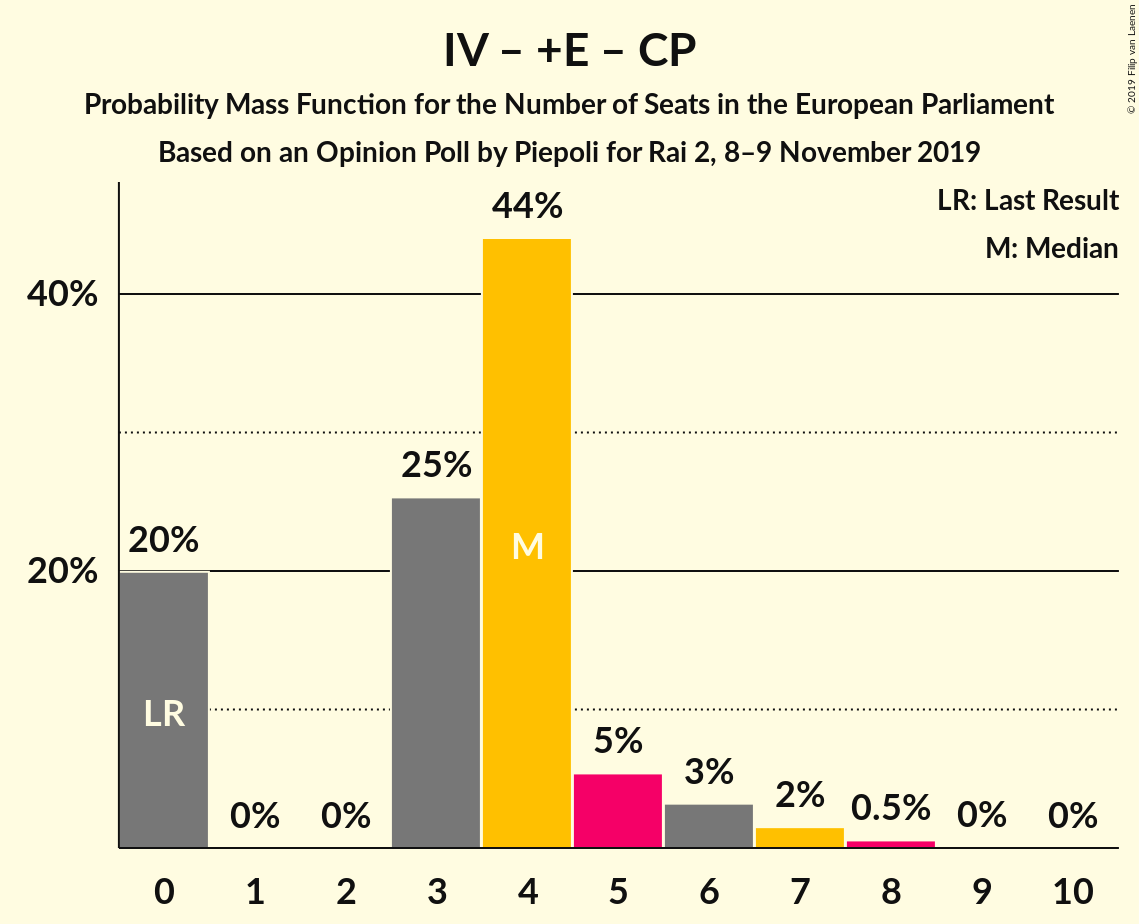 IV – +E – CP
Probability Mass Function for the Number of Seats in the European Parliament
Based on an Opinion Poll by Piepoli for Rai 2, 8–9 November 2019
© 2019 Filip van Laenen
LR: Last Result
M: Median
44%
40%
25%
20%
20%
M
LR
5%
3%
2%
0.5%
0%
0%
0%
0%
0 1 2 3 4 5 6 7 8 9 10